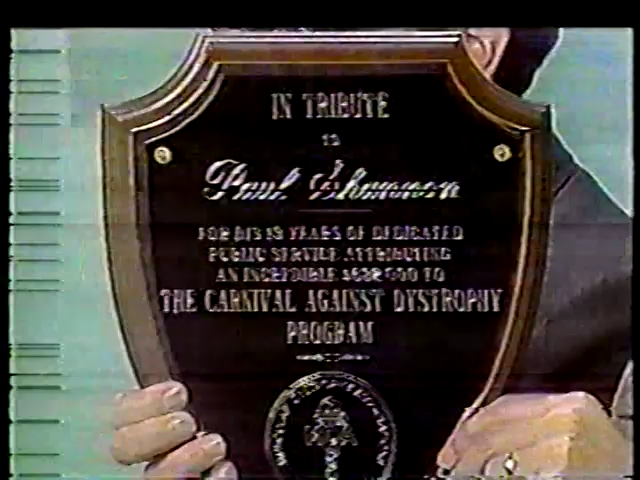 IN TRIBUTE
TO
Paul Shannon
FOR HIS YEARS OF DEDICATED
PUBLIC SERVICE ATTRIBUTING
AN INCREDIBLE TO
THE CARNIVAL AGAINST DYSTROPHY
PROGRAM